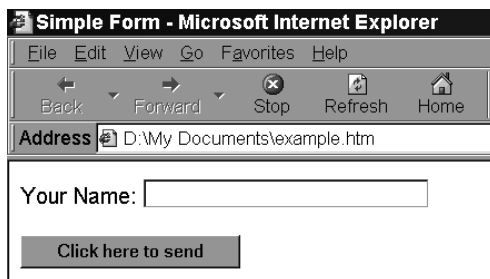 Simple Form - Microsoft Internet Explorer
File Edit View Go Favorites Help
Back Forward Stop Refresh Home
Address D:\My Documents\example.htm
Your Name:
Click here to send